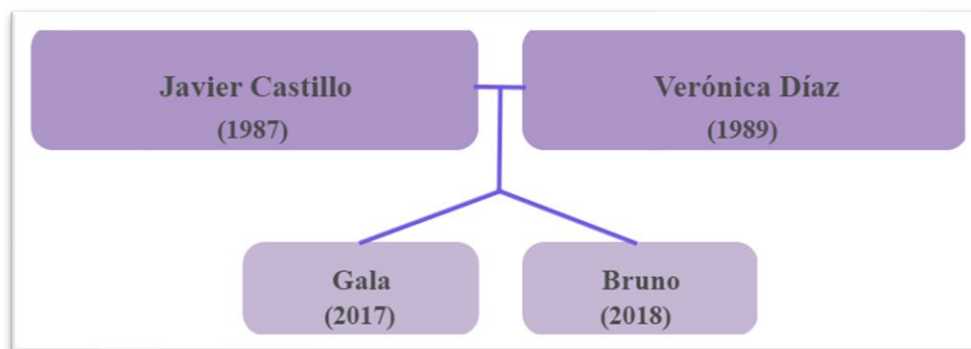 Javier Castillo
(1987)
Verónica Díaz
(1989)
Gala
(2017)
Bruno
(2018)